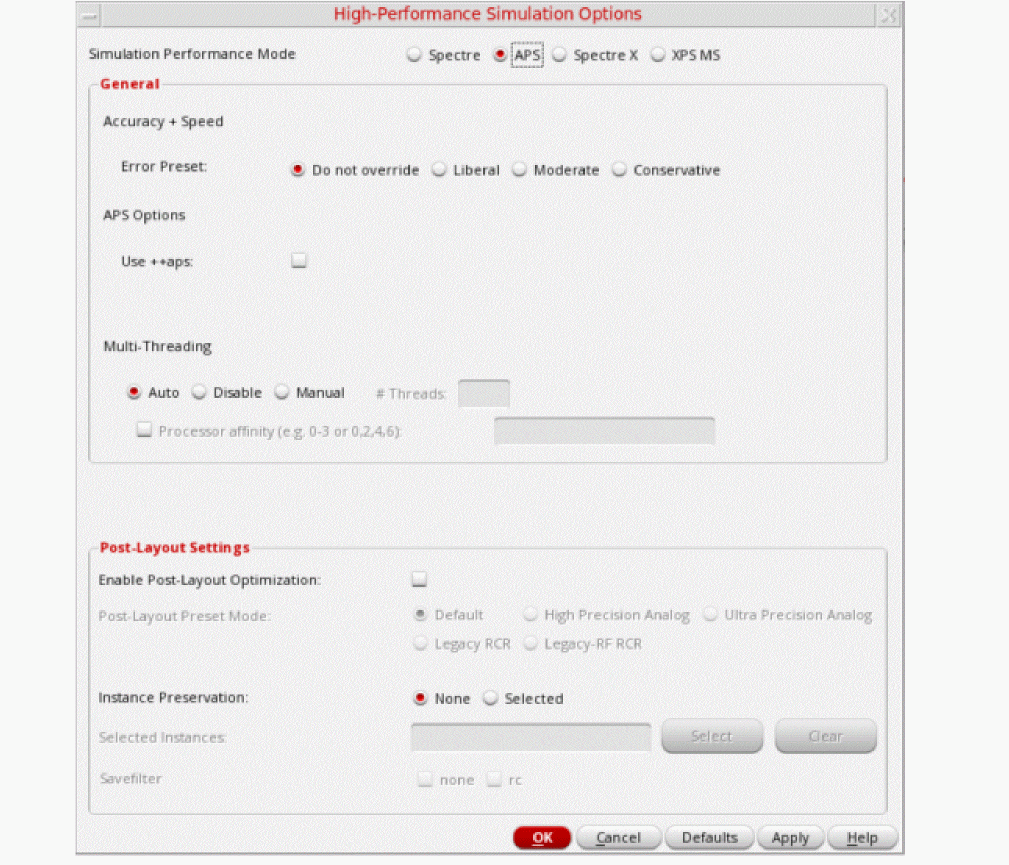 High-Performance Simulation Options
Simulation Performance Mode Spectre APS Spectre X XPS MS
General
Accuracy + Speed
Error Preset: Do not override Liberal Moderate Conservative
APS Options
Use ++aps:
Multi-Threading
Auto Disable Manual # Threads:
Processor affinity (e.g. 0-3 or 0,2,4,6):
Post-Layout Settings
Enable Post-Layout Optimization:
Post-Layout Preset Mode: Default High Precision Analog Ultra Precision Analog
Legacy RCR Legacy-RF RCR
Instance Preservation: None Selected
Selected Instances: Select Clear
Savefilter none rc
OK Cancel Defaults Apply Help